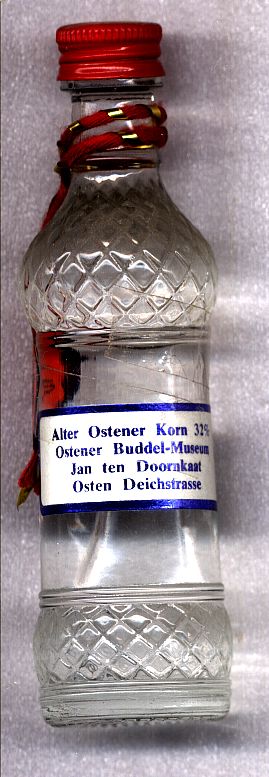 Alter Ostener Korn 32%
Ostener Buddel-Museum
Jan ten Doornkaat
Osten Deichstrasse